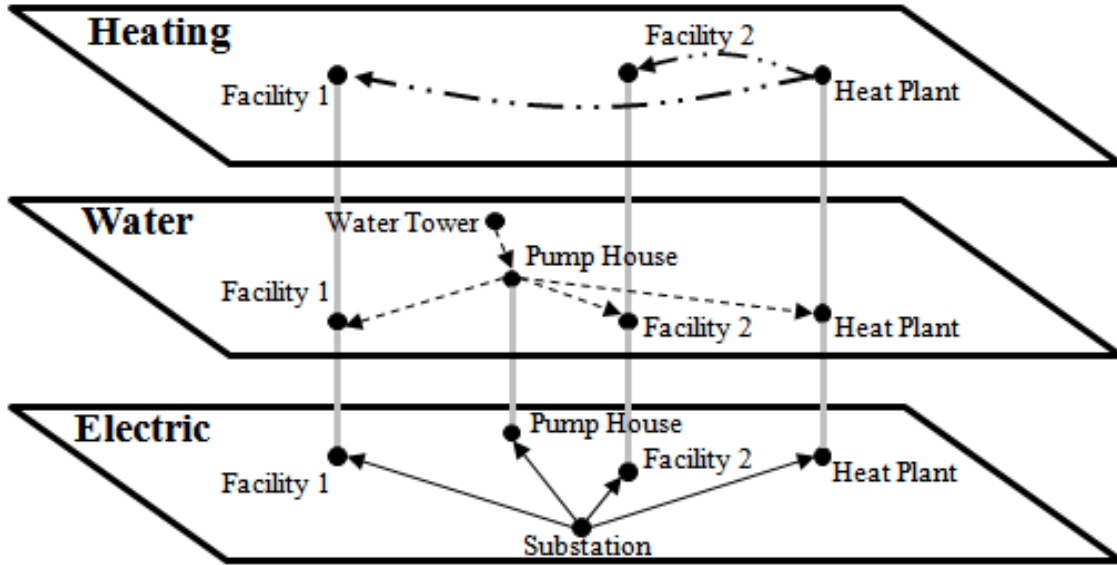 Heating
Facility 2
Facility 1
Heat Plant
Water
Water Tower
Pump House
Facility 1
Facility 2
Heat Plant
Electric
Pump House
Facility 2
Facility 1
Heat Plant
Substation